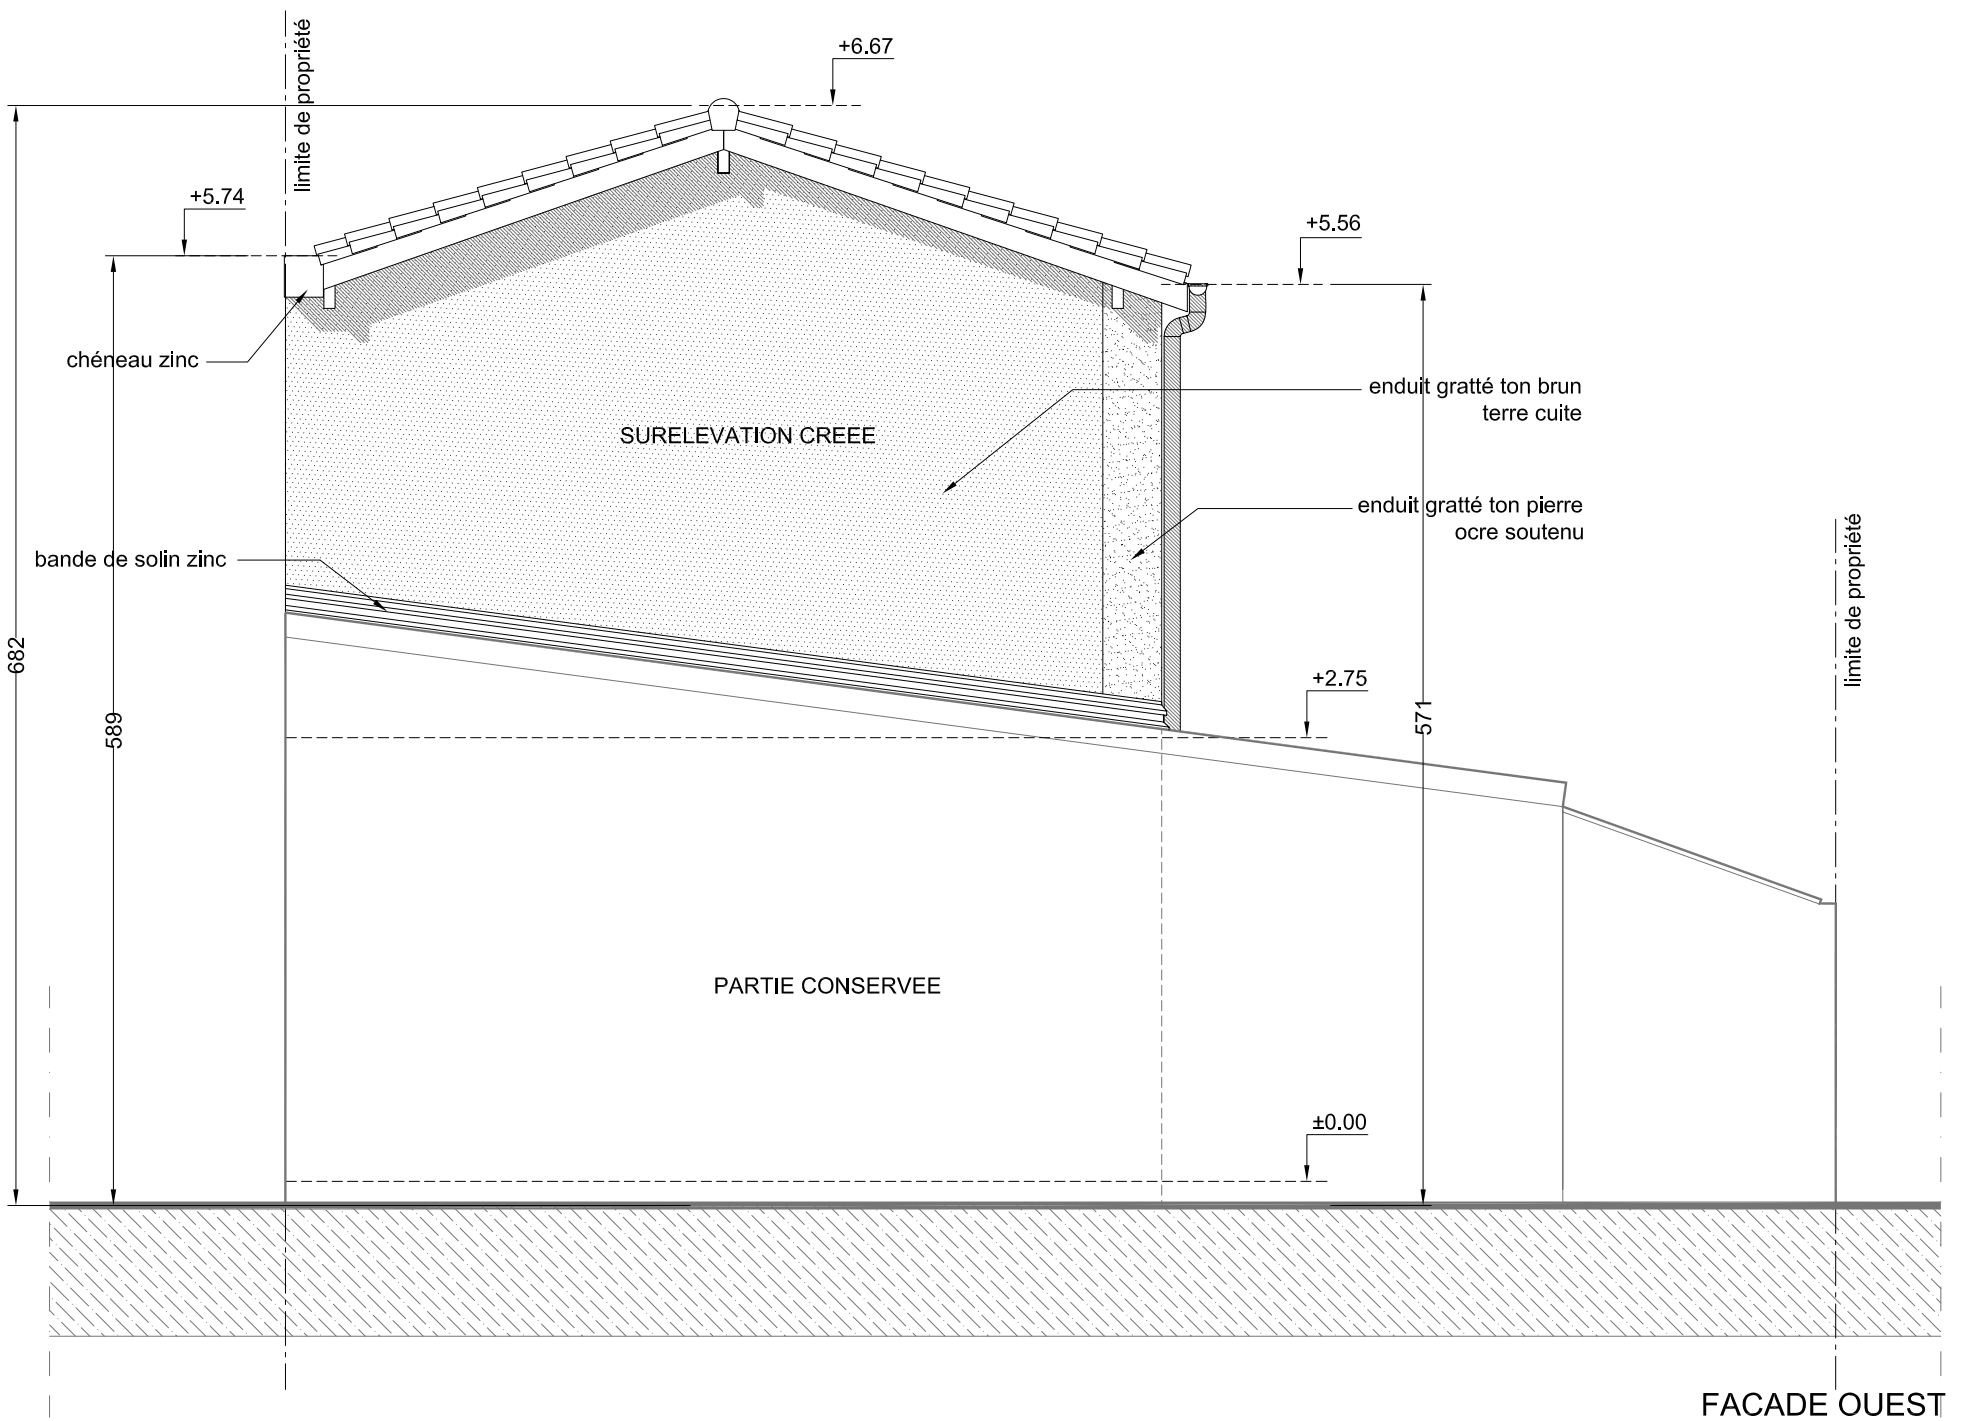 limite de propriété
+6.67
+5.74
+5.56
chéneau zinc
enduit gratté ton brun
terre cuite
SURELEVATION CREEE
enduit gratté ton pierre
ocre soutenu
bande de solin zinc
limite de propriété
682
+2.75
589
571
PARTIE CONSERVEE
±0.00
FACADE OUEST